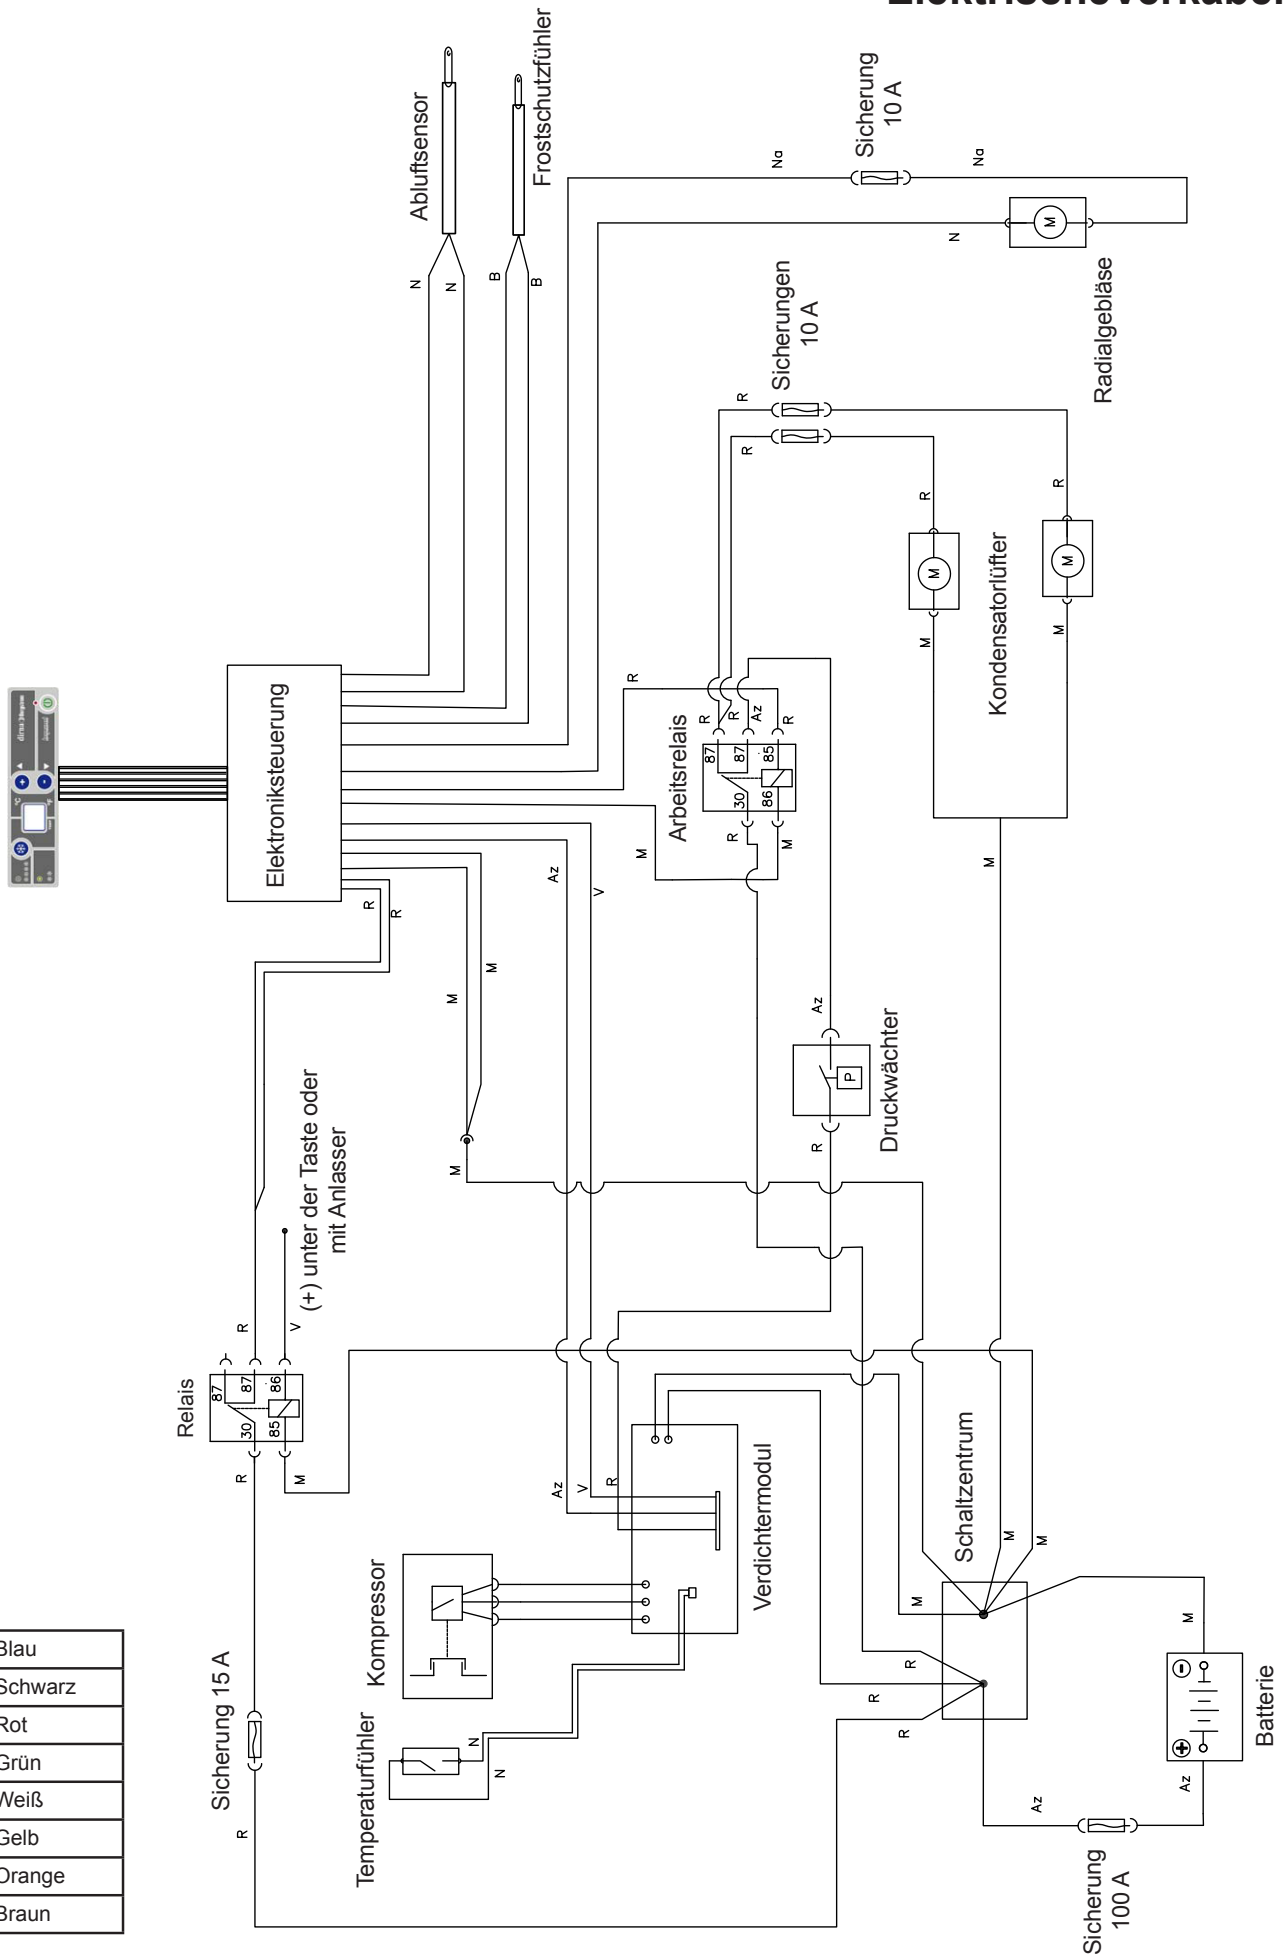 Abluftsensor
Frostschutzfühler
Sicherung
10 A
Na
Na
N
N
N
B
B
Sicherungen
10 A
Radialgebläse
R
R
R
R
M
M
Kondensatorlüfter
M
M
M
M
dirna Bergstrom
°C
°F
Elektroniksteuerung
Arbeitsrelais
R
R
R
Az
R
87
87
85
30
86
R
M
M
Az
V
R
R
M
M
M
Az
P
R
Druckwächter
(+) unter der Taste oder
mit Anlasser
Relais
R
V
87
87
86
30
85
R
M
Az
V
R
Verdichtermodul
Kompressor
Temperaturfühler
N
N
Sicherung 15 A
R
Schaltzentrum
M
M
M
R
R
R
M
Az
Az
Batterie
Sicherung
100 A
Blau
Schwarz
Rot
Grün
Weiß
Gelb
Orange
Braun